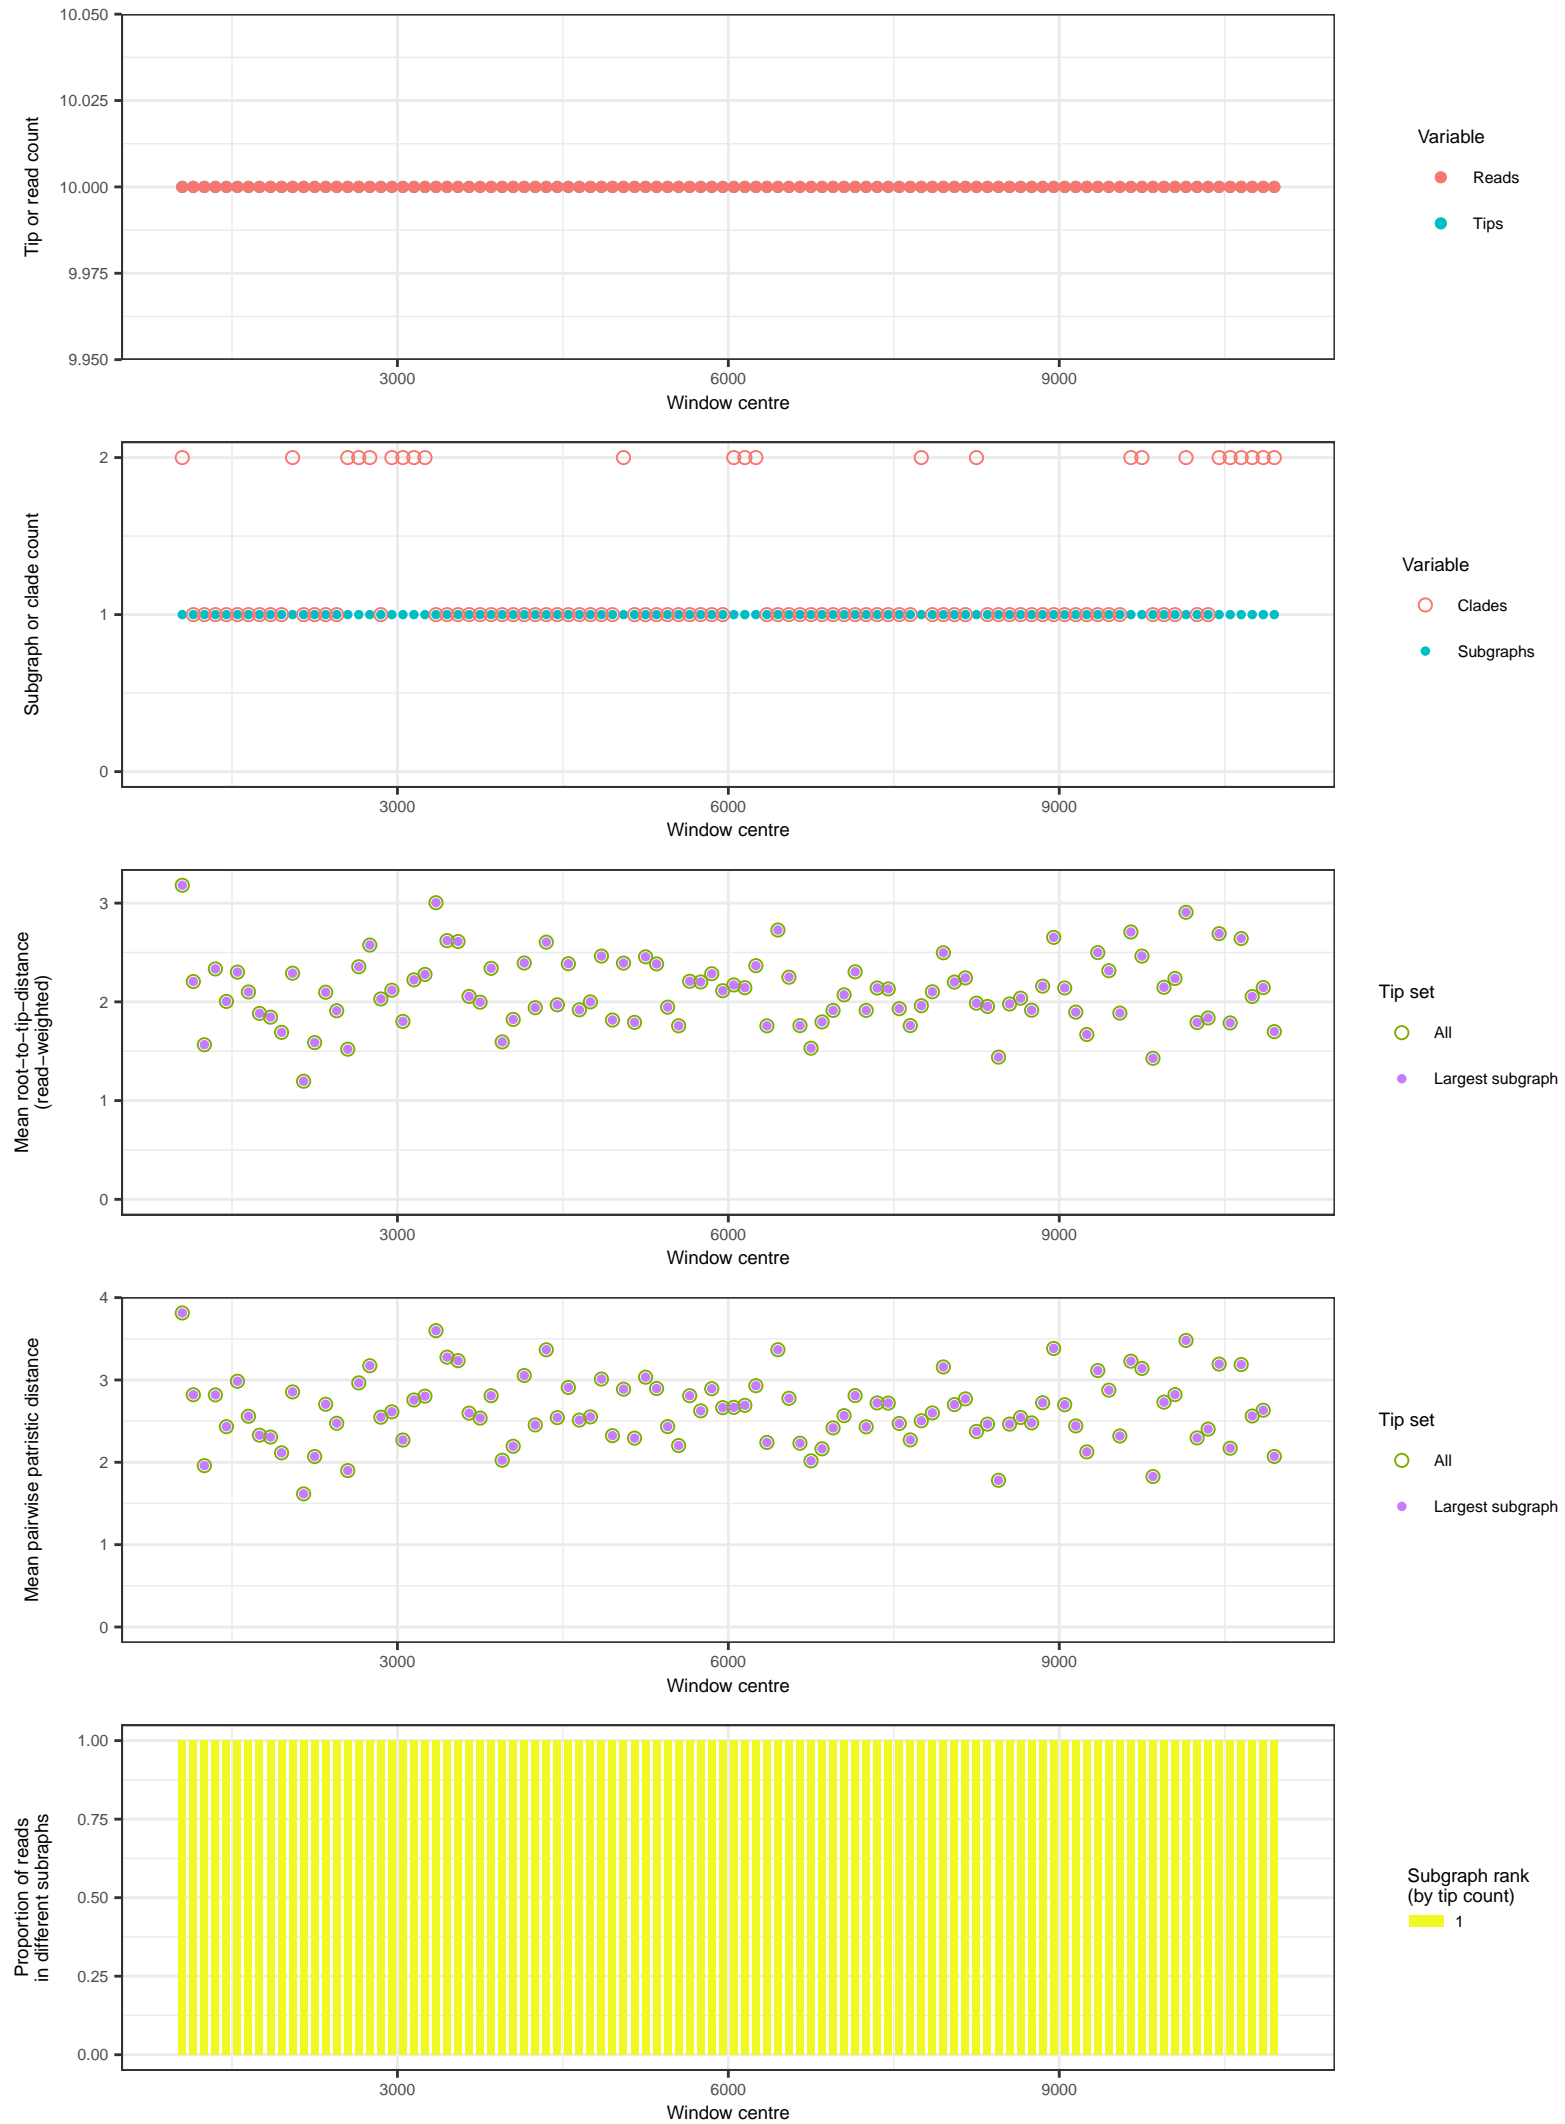 10.050
10.025
10.000
9.975
9.950
Tip or read count
3000
6000
9000
Window centre
Variable
Reads
Tips
2
1
0
Subgraph or clade count
3000
6000
9000
Window centre
Variable
Clades
Subgraphs
3
2
1
0
Mean root−to−tip−distance
(read−weighted)
3000
6000
9000
Window centre
Tip set
All
Largest subgraph
4
3
2
1
0
Mean pairwise patristic distance
3000
6000
9000
Window centre
Tip set
All
Largest subgraph
1.00
0.75
0.50
0.25
0.00
Proportion of reads
in different subraphs
3000
6000
9000
Window centre
Subgraph rank
(by tip count)
1